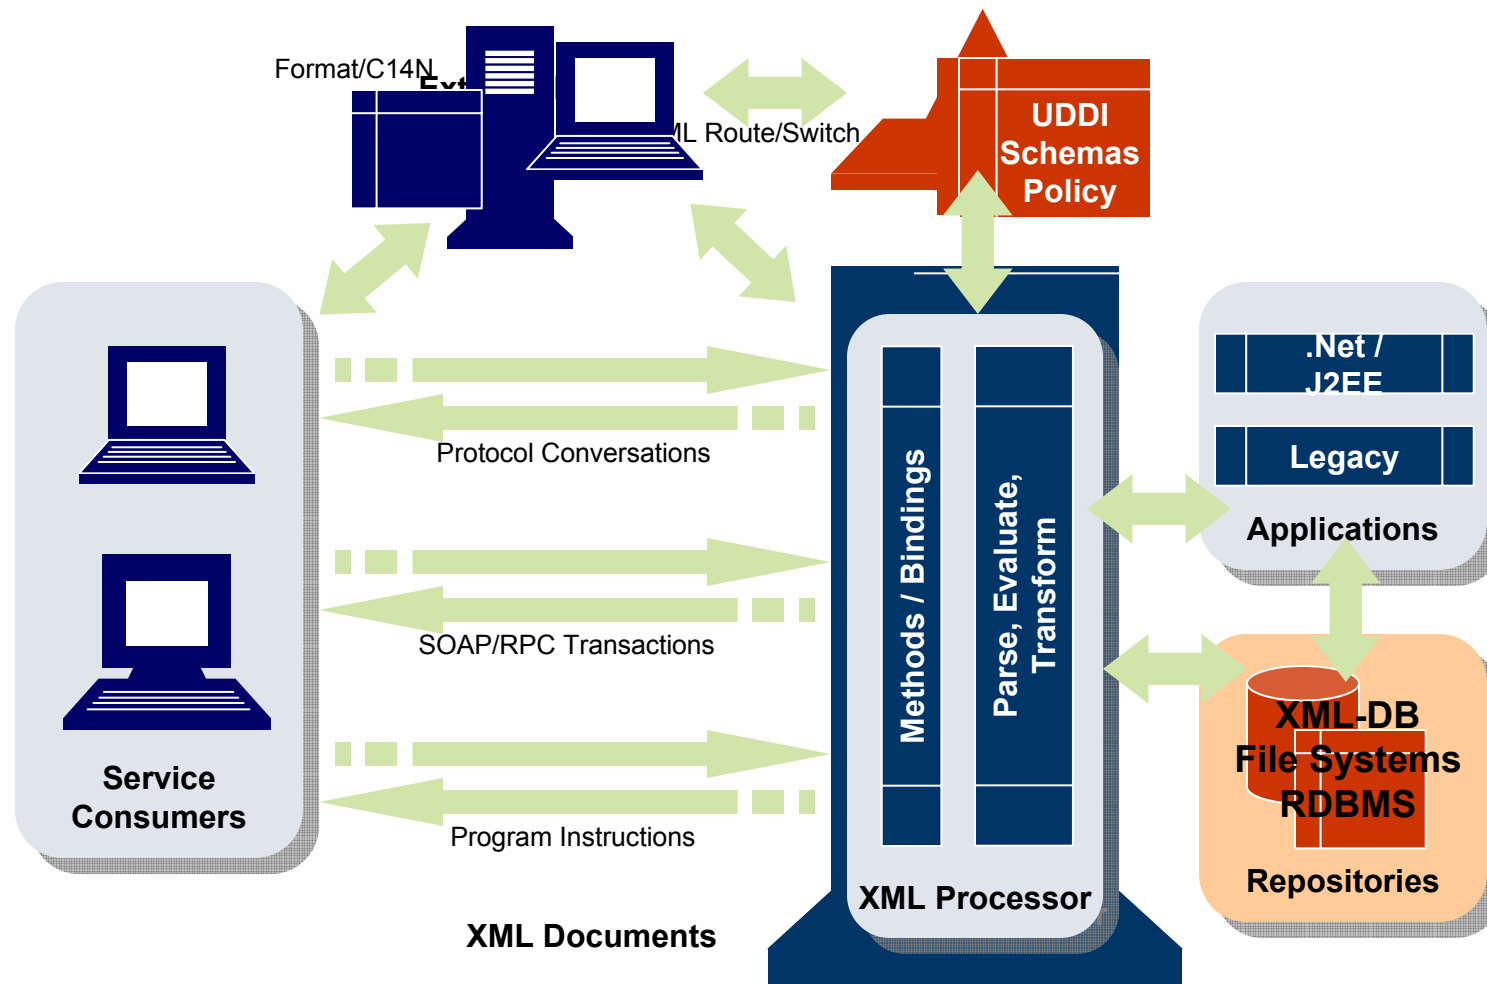 Format/C14N
Route/Switch
UDDI
Schemas
Policy
.Net /
J2EE
Legacy
Applications
Protocol Conversations
SOAP/RPC Transactions
Program Instructions
Service
Consumers
Methods / Bindings
Parse, Evaluate,
Transform
XML Processor
XML-DB
File Systems
RDBMS
Repositories
XML Documents